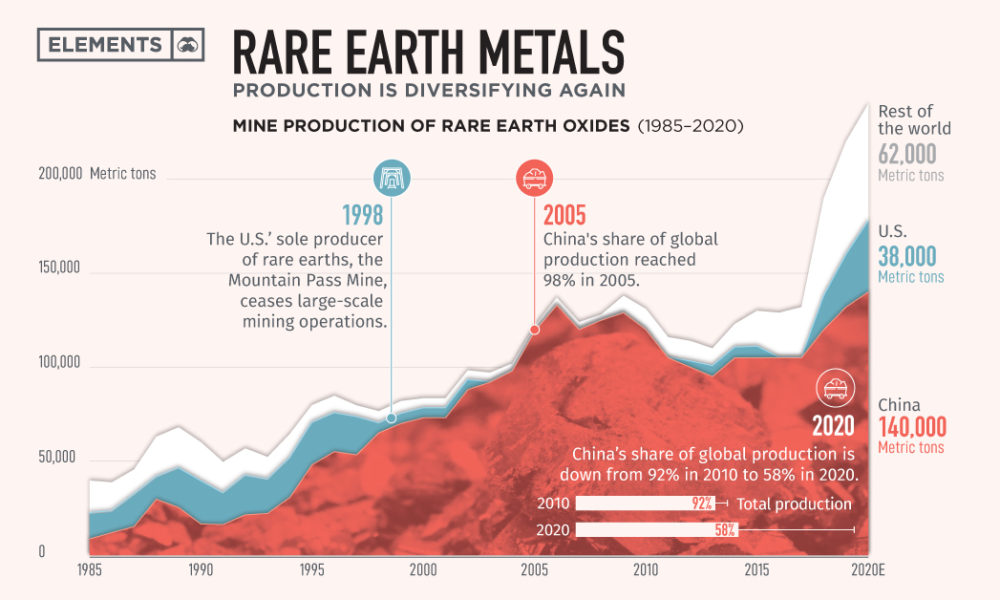 ELEMENTS
RARE EARTH METALS
PRODUCTION IS DIVERSIFYING AGAIN
MINE PRODUCTION OF RARE EARTH OXIDES (1985–2020)
200,000 Metric tons
150,000
100,000
50,000
0
1998
The U.S.’ sole producer
of rare earths, the
Mountain Pass Mine,
ceases large-scale
mining operations.
2005
China's share of global
production reached
98% in 2005.
Rest of
the world
62,000
Metric tons
U.S.
38,000
Metric tons
China
140,000
Metric tons
2020
China’s share of global production is
down from 92% in 2010 to 58% in 2020.
2010 92% Total production
2020 58%
1985 1990 1995 2000 2005 2010 2015 2020E